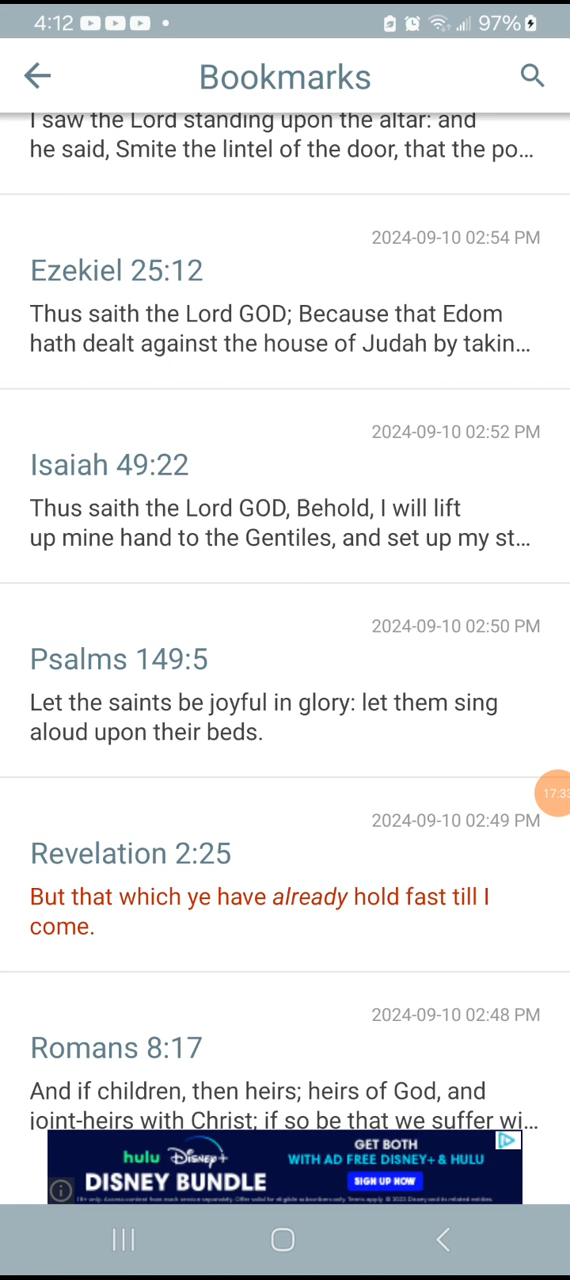 4:12
97%
Bookmarks
I saw the Lord standing upon the altar: and
he said, Smite the lintel of the door, that the po...
2024-09-10 02:54 PM
Ezekiel 25:12
Thus saith the Lord GOD; Because that Edom
hath dealt against the house of Judah by takin...
2024-09-10 02:52 PM
Isaiah 49:22
Thus saith the Lord GOD, Behold, I will lift
up mine hand to the Gentiles, and set up my st...
2024-09-10 02:50 PM
Psalms 149:5
Let the saints be joyful in glory: let them sing
aloud upon their beds.
17:33
2024-09-10 02:49 PM
Revelation 2:25
But that which ye have already hold fast till I
come.
2024-09-10 02:48 PM
Romans 8:17
And if children, then heirs; heirs of God, and
joint-heirs with Christ; if so be that we suffer wi...
hulu Disney+
DISNEY BUNDLE
GET BOTH
WITH AD FREE DISNEY+ & HULU
SIGN UP NOW